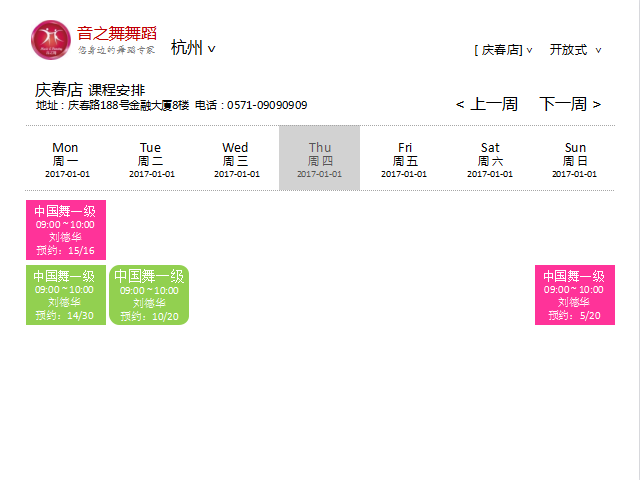 音之舞舞蹈
您身边的舞蹈专家
杭州 ∨
[ 庆春店] ∨ 开放式 ∨
庆春店 课程安排
地址：庆春路188号金融大厦8楼 电话：0571-09090909
< 上一周 下一周 >
Mon Tue Wed Thu Fri Sat Sun
周 一 周 二 周 三 周 四 周 五 周 六 周 日
2017-01-01 2017-01-01 2017-01-01 2017-01-01 2017-01-01 2017-01-01 2017-01-01
中国舞一级
09:00 ~ 10:00
刘德华
预约：15/16
中国舞一级 中国舞一级 中国舞一级
09:00 ~ 10:00 09:00 ~ 10:00 09:00 ~ 10:00
刘德华 刘德华 刘德华
预约：14/30 预约：10/20 预约：5/20